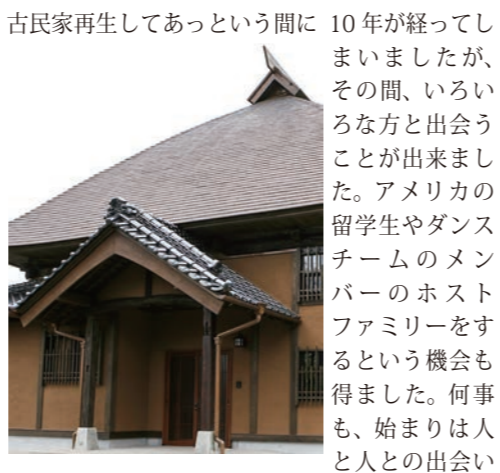 古民家再生してあっという間に 10 年が経ってし
まいましたが、
その間、いろい
ろな方と出会う
ことが出来まし
た。アメリカの
留学生やダンス
チームのメン
バーのホスト
ファミリーをす
るという機会も
得ました。何事
も、始まりは人
と人との出会い